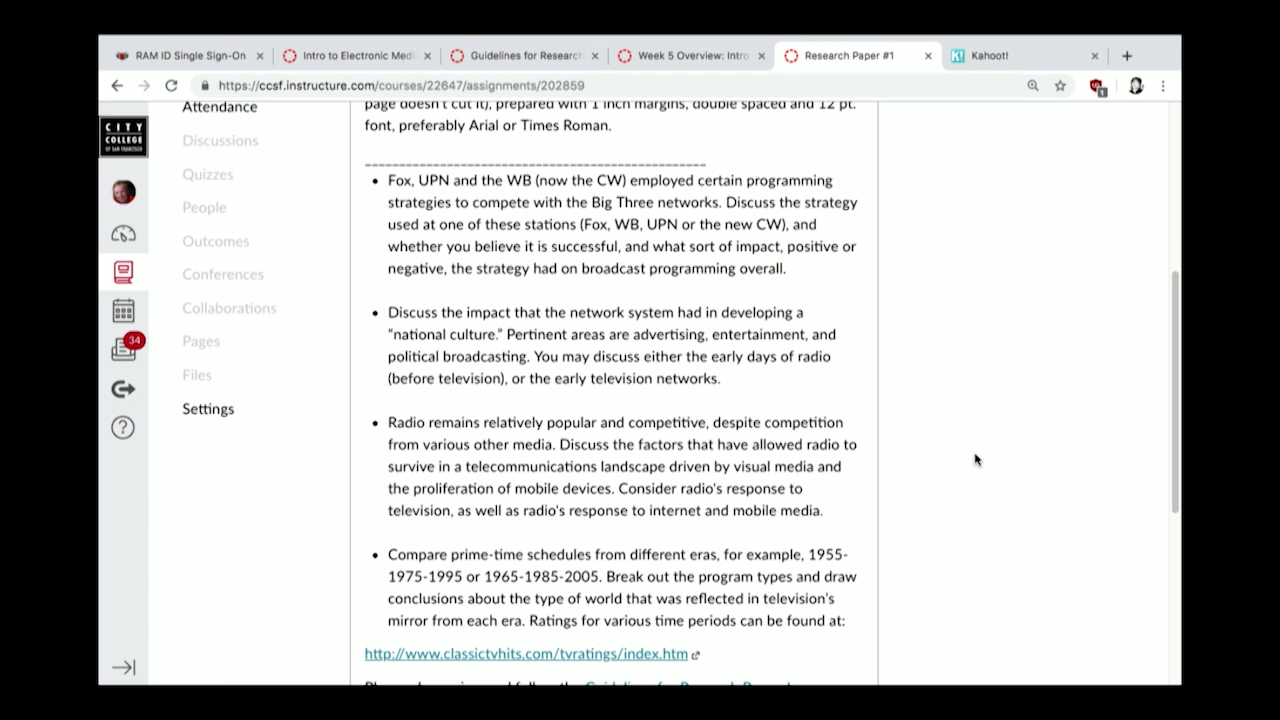 RAM ID Single Sign-On
Intro to Electronic Medi
Guidelines for Research
Week 5 Overview: Intro
Research Paper #1
Kahoot!
https://ccsf.instructure.com/courses/22647/assignments/202859
1
CITY
COLLEGE
OF SAN FRANCISCO
34
Attendance
Discussions
Quizzes
People
Outcomes
Conferences
Collaborations
Pages
Files
Settings
page doesn't cut it), prepared with 1 inch margins, double spaced and 12 pt.
font, preferably Arial or Times Roman.
• Fox, UPN and the WB (now the CW) employed certain programming
strategies to compete with the Big Three networks. Discuss the strategy
used at one of these stations (Fox, WB, UPN or the new CW), and
whether you believe it is successful, and what sort of impact, positive or
negative, the strategy had on broadcast programming overall.
• Discuss the impact that the network system had in developing a
“national culture.” Pertinent areas are advertising, entertainment, and
political broadcasting. You may discuss either the early days of radio
(before television), or the early television networks.
• Radio remains relatively popular and competitive, despite competition
from various other media. Discuss the factors that have allowed radio to
survive in a telecommunications landscape driven by visual media and
the proliferation of mobile devices. Consider radio's response to
television, as well as radio's response to internet and mobile media.
• Compare prime-time schedules from different eras, for example, 1955-
1975-1995 or 1965-1985-2005. Break out the program types and draw
conclusions about the type of world that was reflected in television's
mirror from each era. Ratings for various time periods can be found at:
http://www.classictvhits.com/tvratings/index.htm